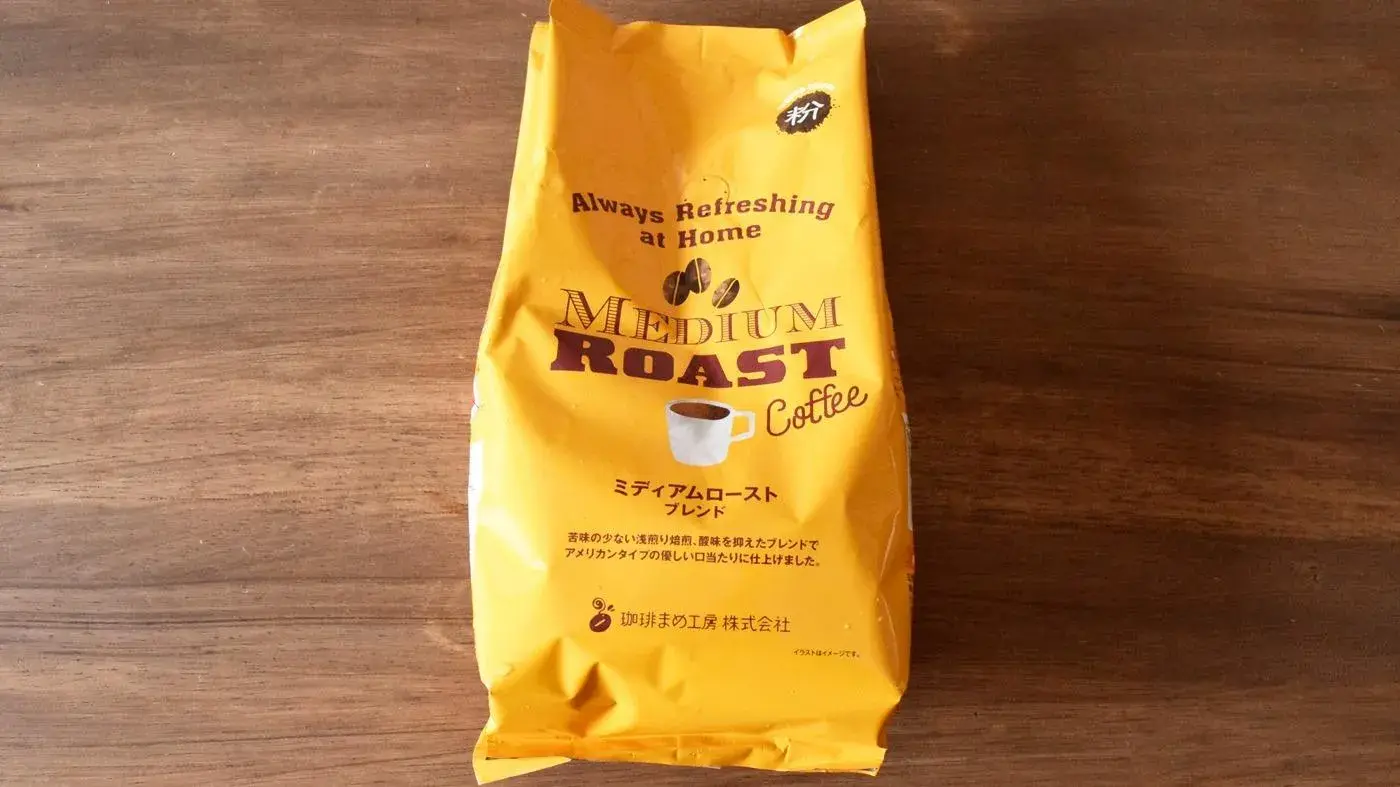 粉
Always Refreshing
at Home
MEDIUM
ROAST
Coffee
ミディアムロースト
ブレンド
苦味の少ない浅煎り焙煎、酸味を抑えたブレンドで
アメリカンタイプの優しい口当たりに仕上げました。
珈琲まめ工房 株式会社
イラストはイメージです。